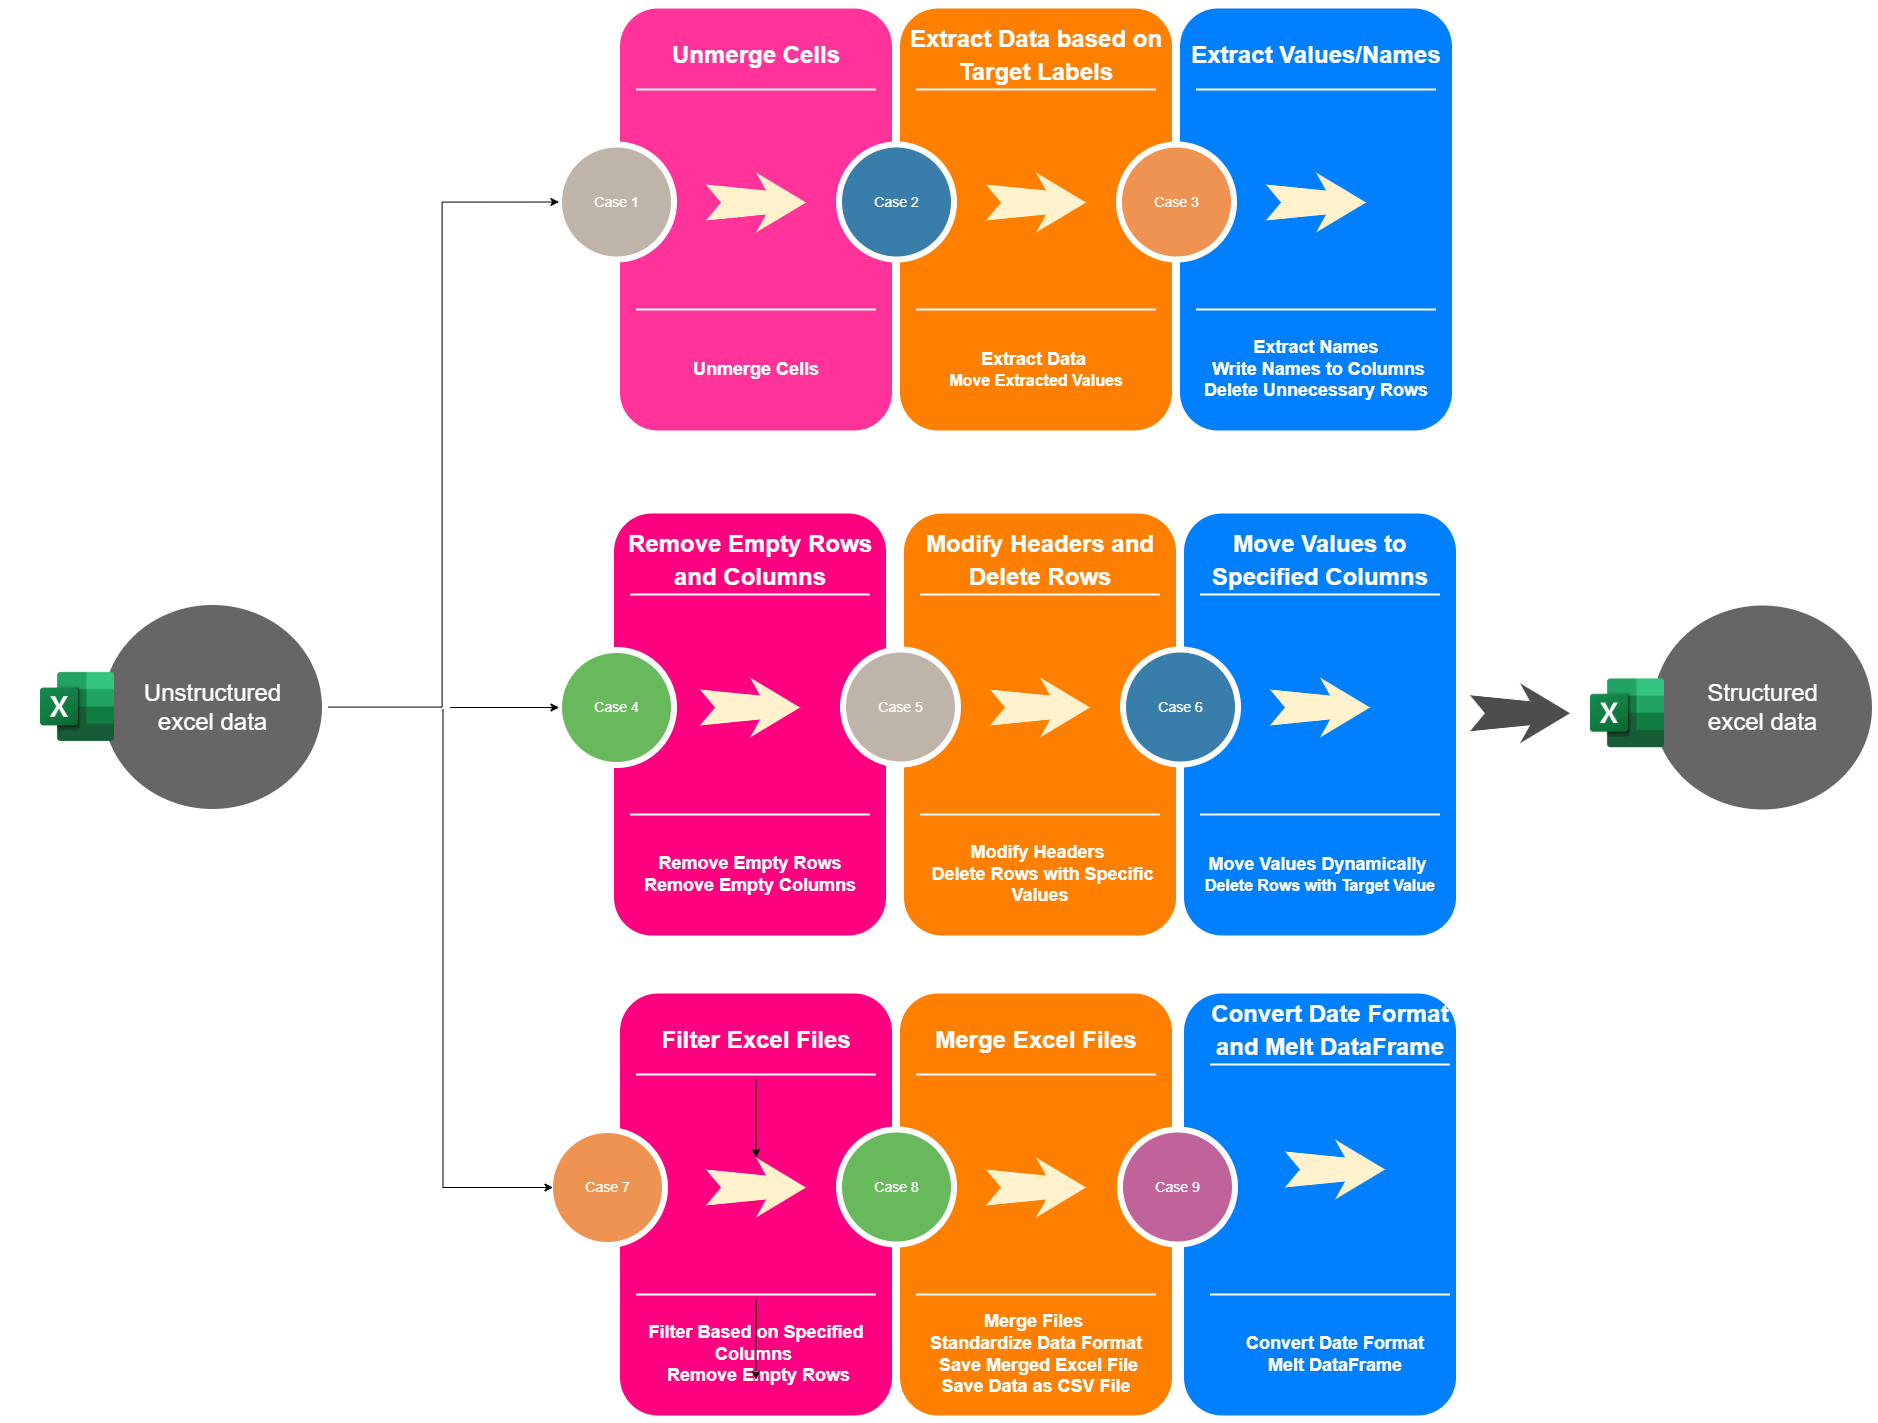 Unmerge Cells
Extract Data based on
Target Labels
Extract Values/Names
Case 1
Case 2
Case 3
Unmerge Cells
Extract Data
Move Extracted Values
Extract Names
Write Names to Columns
Delete Unnecessary Rows
X
Unstructured
excel data
Remove Empty Rows
and Columns
Modify Headers and
Delete Rows
Move Values to
Specified Columns
Case 4
Case 5
Case 6
Remove Empty Rows
Remove Empty Columns
Modify Headers
Delete Rows with Specific
Values
Move Values Dynamically
Delete Rows with Target Value
X
Structured
excel data
Filter Excel Files
Merge Excel Files
Convert Date Format
and Melt DataFrame
Case 7
Case 8
Case 9
Filter Based on Specified
Columns
Remove Empty Rows
Merge Files
Standardize Data Format
Save Merged Excel File
Save Data as CSV File
Convert Date Format
Melt DataFrame